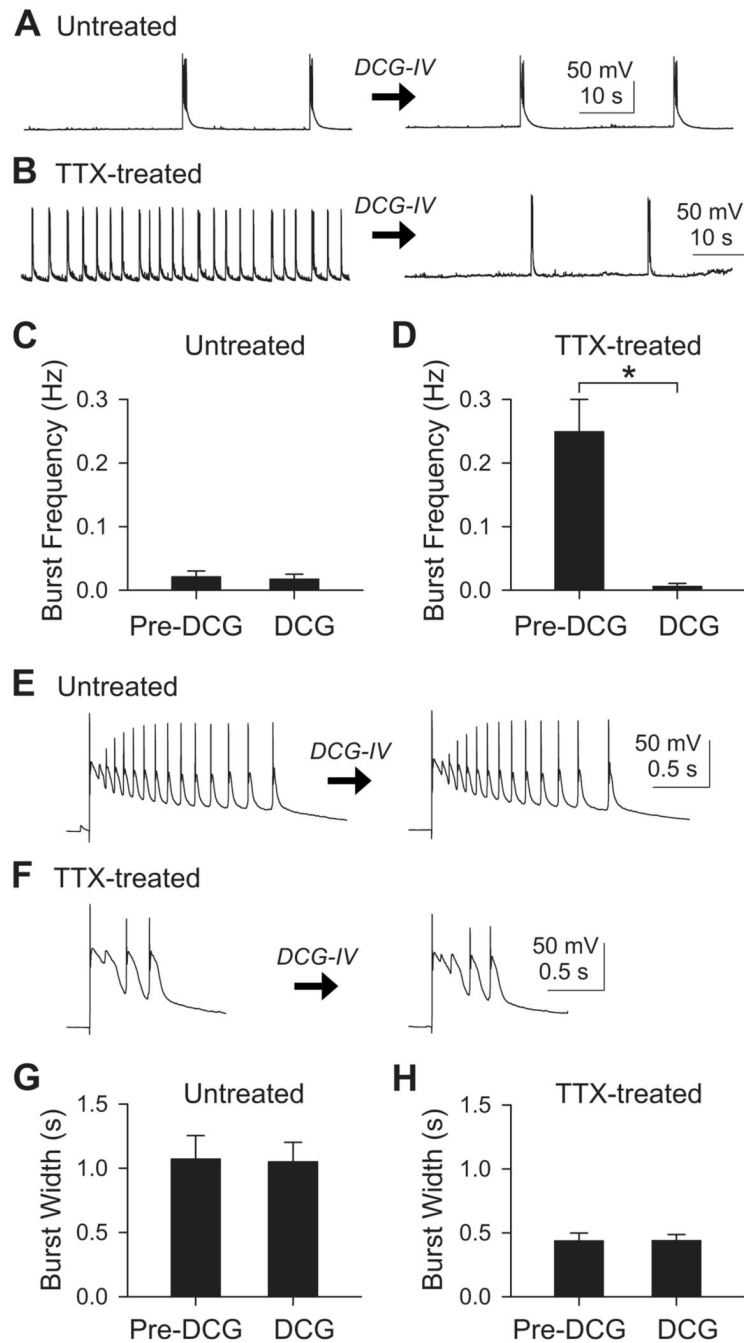 A Untreated
DCG-IV
50 mV
10 s
B TTX-treated
DCG-IV
50 mV
10 s
C Untreated
Burst Frequency (Hz)
0.3
0.2
0.1
0.0
Pre-DCG DCG
D TTX-treated
*
Burst Frequency (Hz)
0.3
0.2
0.1
0.0
Pre-DCG DCG
E Untreated
DCG-IV
50 mV
0.5 s
F TTX-treated
DCG-IV
50 mV
0.5 s
G Untreated
Burst Width (s)
1.5
1.0
0.5
0.0
Pre-DCG DCG
H TTX-treated
Burst Width (s)
1.5
1.0
0.5
0.0
Pre-DCG DCG